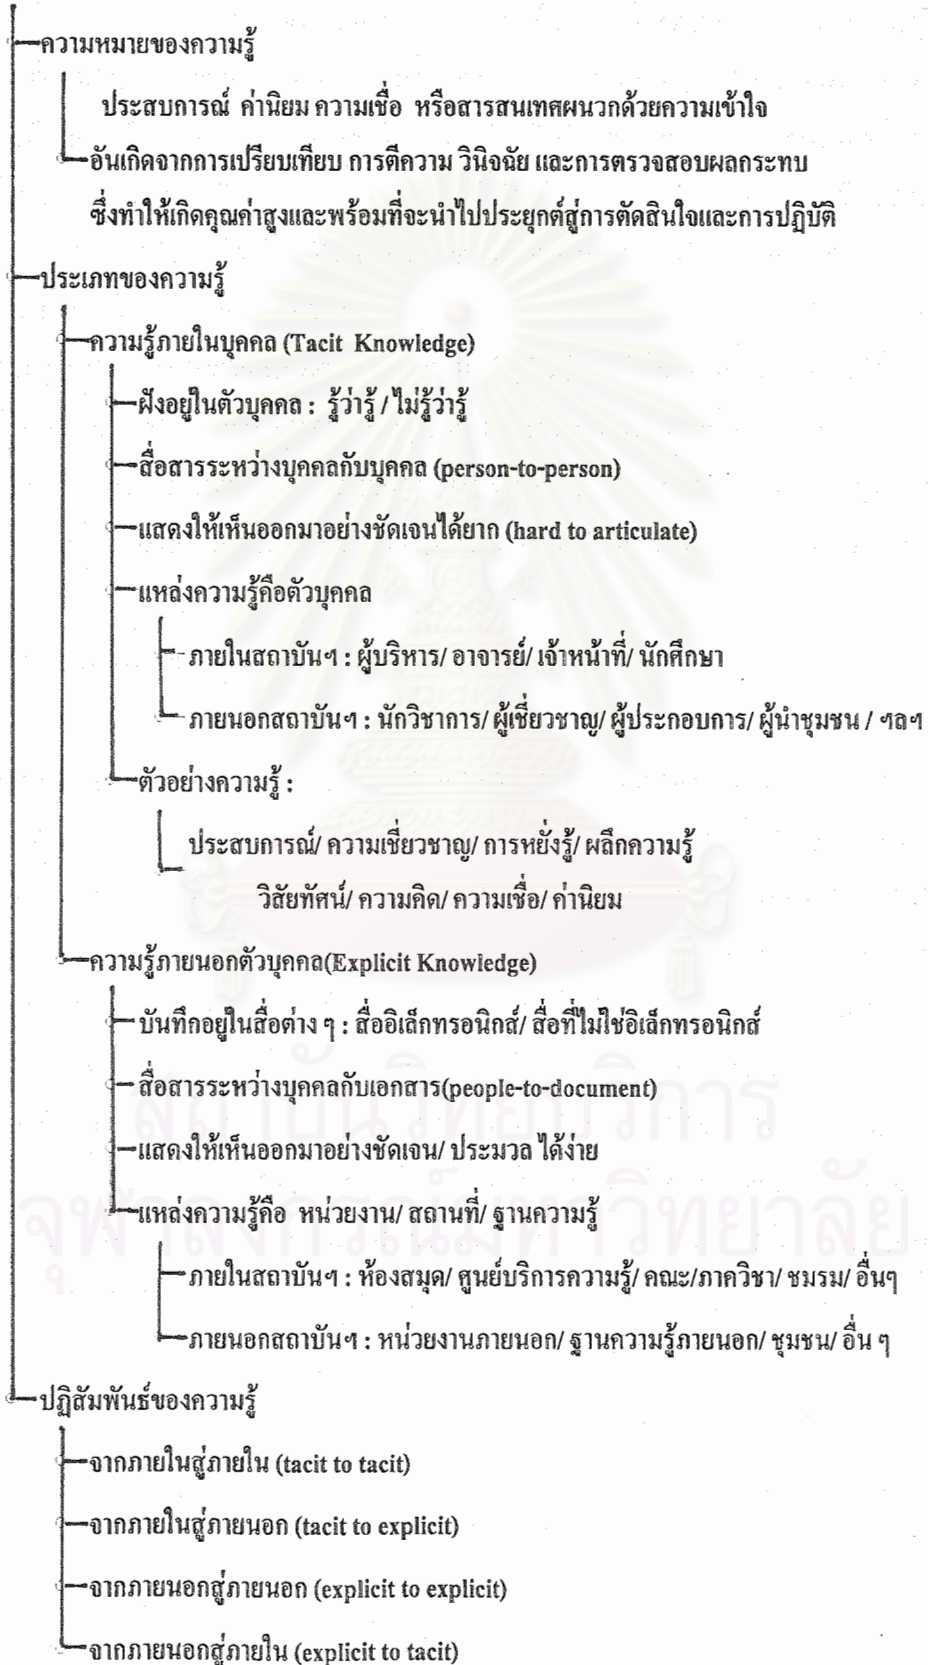 ความหมายของความรู้
ประสบการณ์ ค่านิยม ความเชื่อ หรือสารสนเทศผนวกด้วยความเข้าใจ
อันเกิดจากการเปรียบเทียบ การตีความ วินิจฉัย และการตรวจสอบผลกระทบ
ซึ่งทำให้เกิดคุณค่าสูงและพร้อมที่จะนำไปประยุกต์สู่การตัดสินใจและการปฏิบัติ
ประเภทของความรู้
ความรู้ภายในบุคคล (Tacit Knowledge)
ฝังอยู่ในตัวบุคคล : รู้ว่ารู้ / ไม่รู้ว่ารู้
สื่อสารระหว่างบุคคลกับบุคคล (person-to-person)
แสดงให้เห็นออกมาอย่างชัดเจนได้ยาก (hard to articulate)
แหล่งความรู้คือตัวบุคคล
ภายในสถาบันฯ : ผู้บริหาร/ อาจารย์/ เจ้าหน้าที่/ นักศึกษา
ภายนอกสถาบันฯ : นักวิชาการ/ ผู้เชี่ยวชาญ/ ผู้ประกอบการ/ ผู้นำชุมชน / ฯลฯ
ตัวอย่างความรู้ :
ประสบการณ์/ ความเชี่ยวชาญ/ การหยั่งรู้/ ผลึกความรู้
วิสัยทัศน์/ ความคิด/ ความเชื่อ/ ค่านิยม
ความรู้ภายนอกตัวบุคคล(Explicit Knowledge)
บันทึกอยู่ในสื่อต่าง ๆ : สื่ออิเล็กทรอนิกส์/ สื่อที่ไม่ใช่อิเล็กทรอนิกส์
สื่อสารระหว่างบุคคลกับเอกสาร(people-to-document)
สถาบันวิทยบริการ
แสดงให้เห็นออกมาอย่างชัดเจน/ ประมวล ได้ง่าย
แหล่งความรู้คือ หน่วยงาน/ สถานที่/ ฐานความรู้
จุฬาลงกรณ์มหาวิทยาลัย
ภายในสถาบันฯ : ห้องสมุด/ ศูนย์บริการความรู้/ คณะ/ภาควิชา/ ชมรม/ อื่นๆ
ภายนอกสถาบันฯ : หน่วยงานภายนอก/ ฐานความรู้ภายนอก/ ชุมชน/ อื่น ๆ
ปฏิสัมพันธ์ของความรู้
จากภายในสู่ภายใน (tacit to tacit)
จากภายในสู่ภายนอก (tacit to explicit)
จากภายนอกสู่ภายนอก (explicit to explicit)
จากภายนอกสู่ภายใน (explicit to tacit)